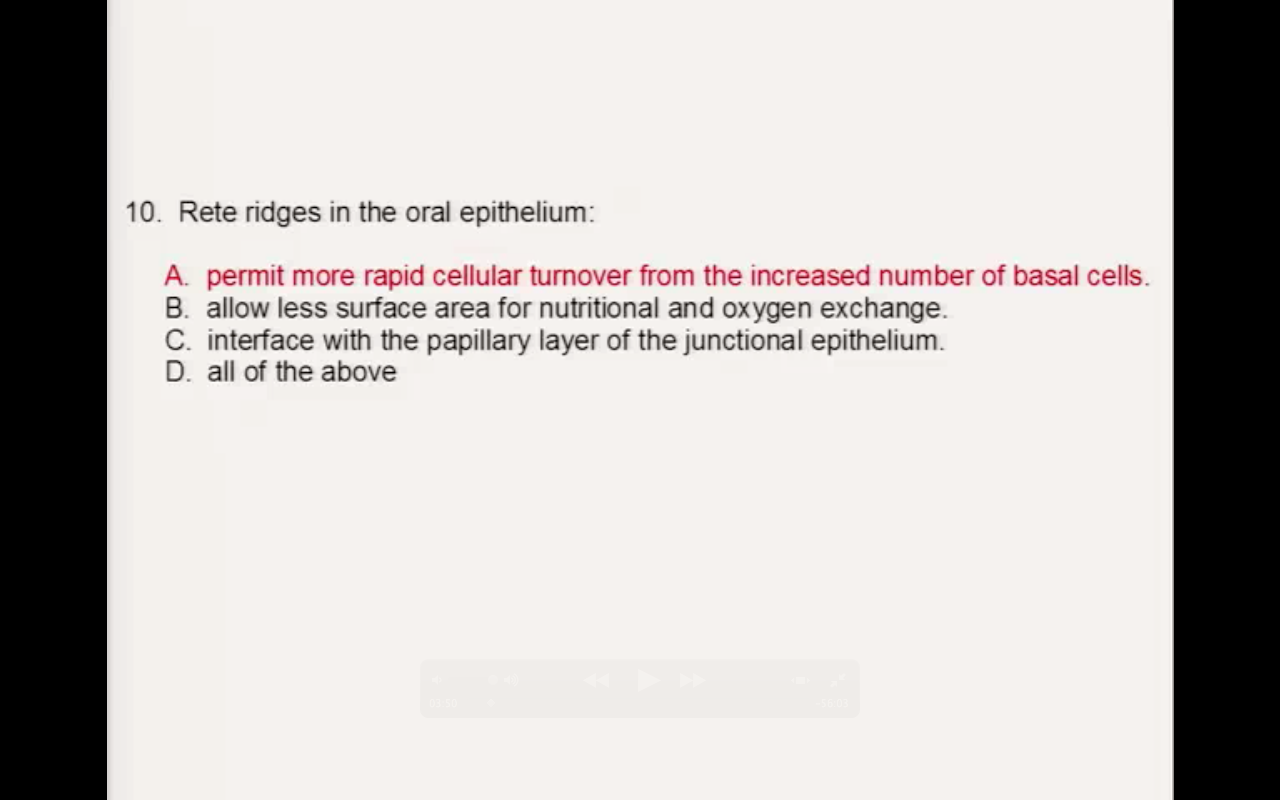 10. Rete ridges in the oral epithelium:
A. permit more rapid cellular turnover from the increased number of basal cells.
B. allow less surface area for nutritional and oxygen exchange.
C. interface with the papillary layer of the junctional epithelium.
D. all of the above